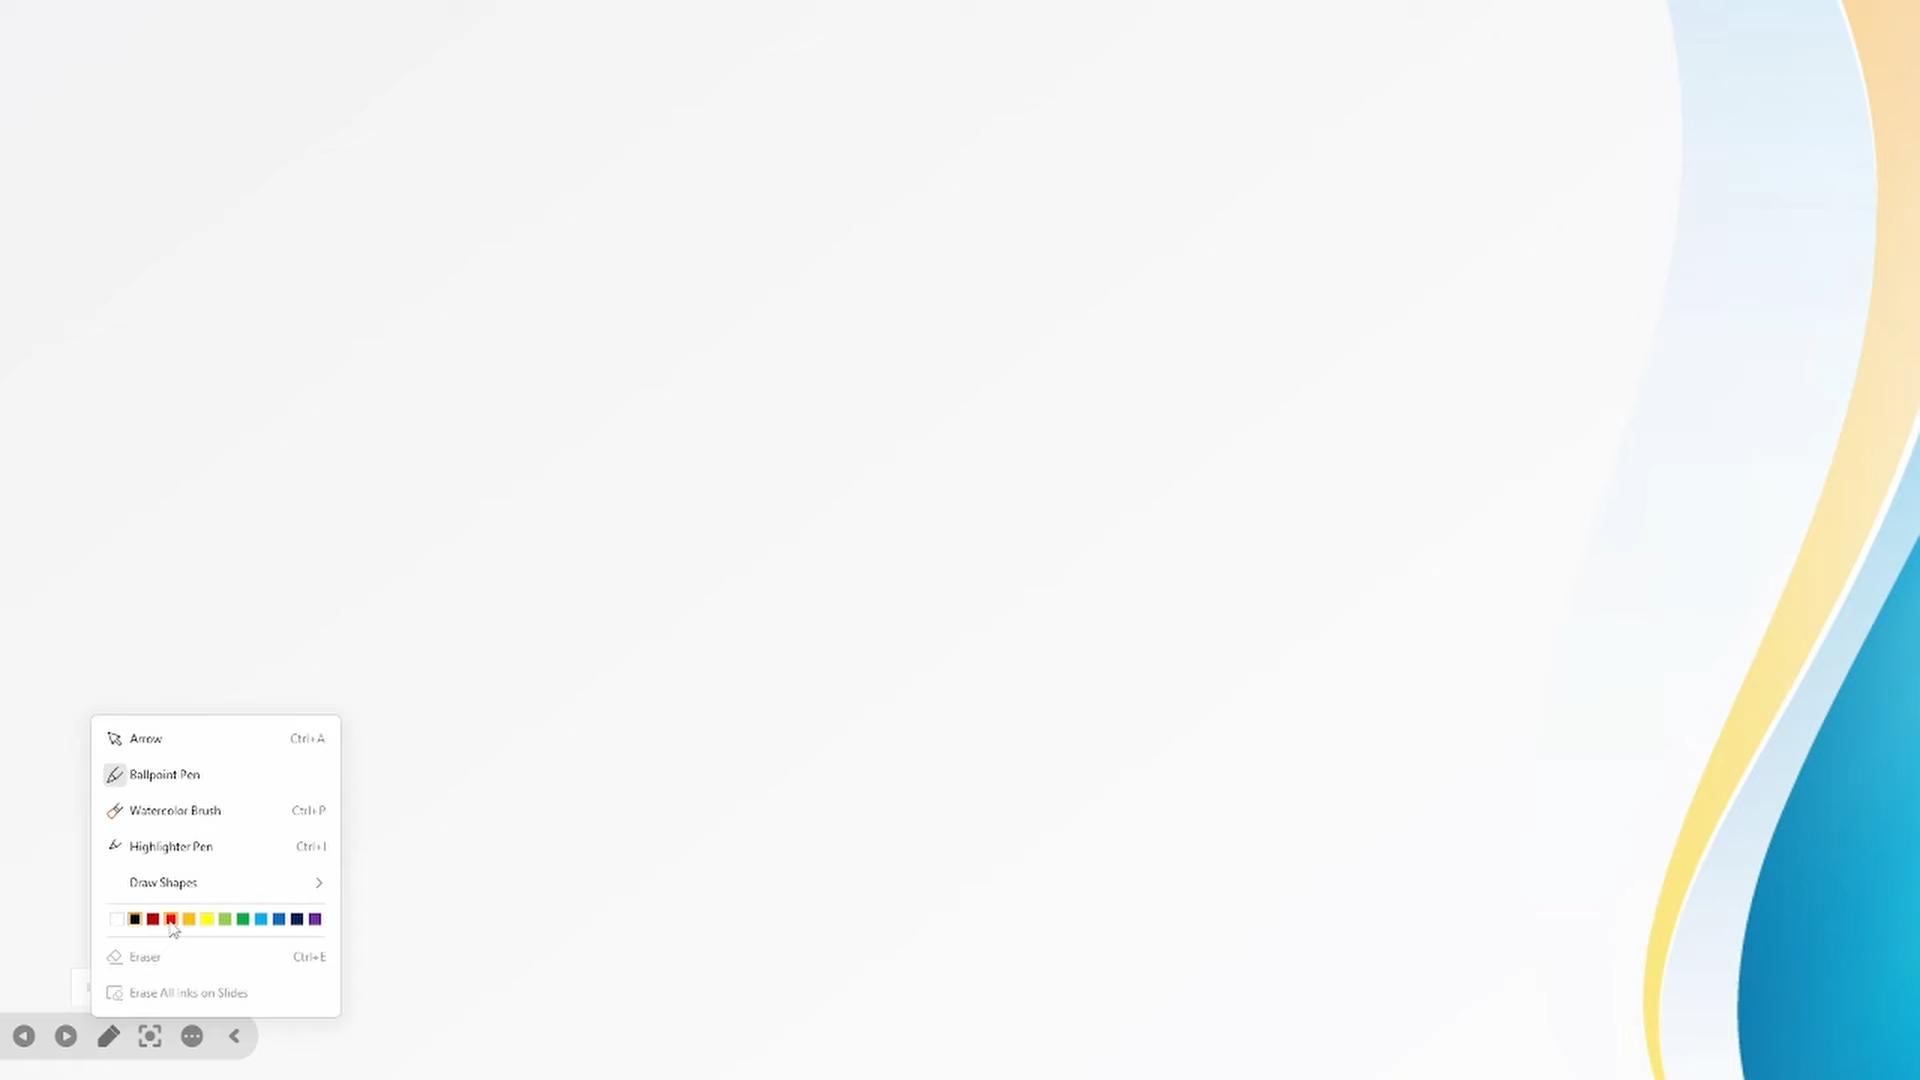 Arrow Ctrl+A
Ballpoint Pen
Watercolor Brush Ctrl+P
Highlighter Pen Ctrl+I
Draw Shapes
Eraser Ctrl+E
Erase All Inks on Slides